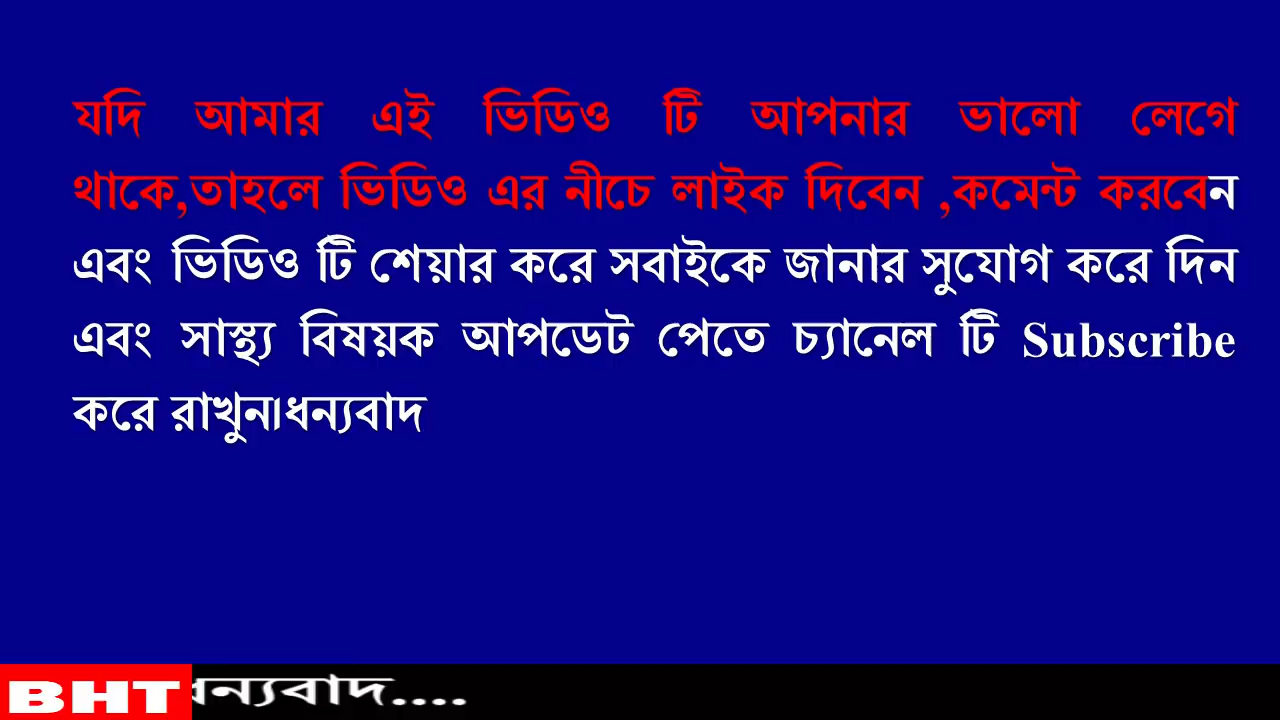 যদি আমার এই ভিডিও টি আপনার ভালো লেগে
থাকে,তাহলে ভিডিও এর নীচে লাইক দিবেন ,কমেন্ট করবেন
এবং ভিডিও টি শেয়ার করে সবাইকে জানার সুযোগ করে দিন
এবং সাস্থ্য বিষয়ক আপডেট পেতে চ্যানেল টি Subscribe
করে রাখুন।ধন্যবাদ
BHT ধন্যবাদ....